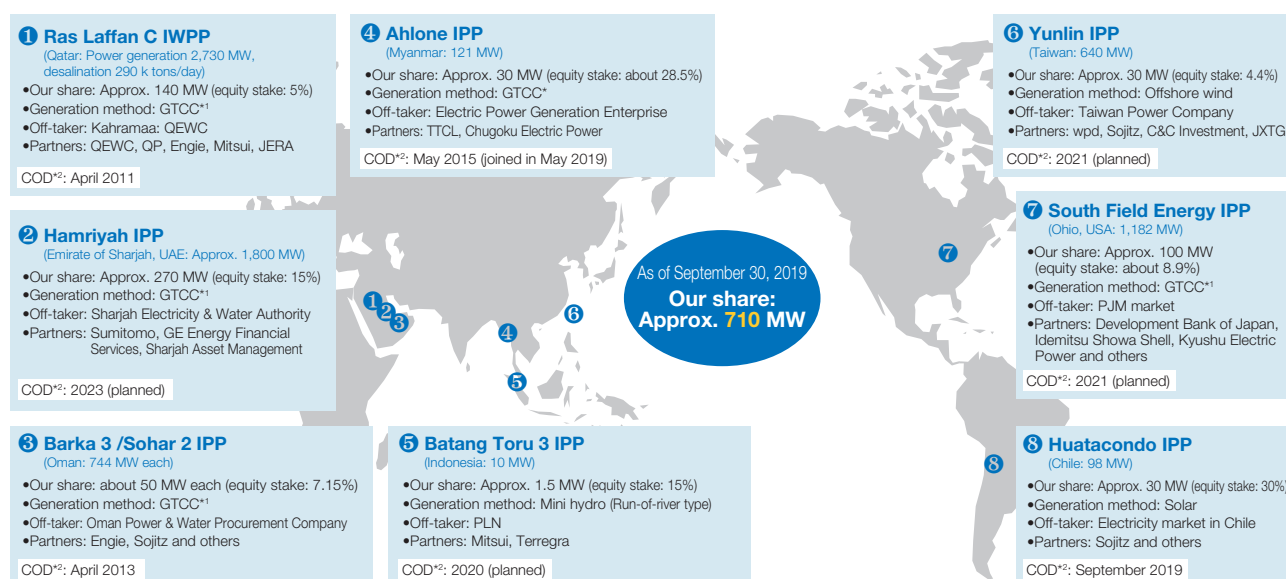 ❶ Ras Laffan C IWPP
(Qatar: Power generation 2,730 MW,
desalination 290 k tons/day)
•Our share: Approx. 140 MW (equity stake: 5%)
•Generation method: GTCC*1
•Off-taker: Kahramaa: QEWC
•Partners: QEWC, QP, Engie, Mitsui, JERA
COD*2: April 2011
❷ Hamriyah IPP
(Emirate of Sharjah, UAE: Approx. 1,800 MW)
•Our share: Approx. 270 MW (equity stake: 15%)
•Generation method: GTCC*1
•Off-taker: Sharjah Electricity & Water Authority
•Partners: Sumitomo, GE Energy Financial
Services, Sharjah Asset Management
COD*2: 2023 (planned)
❸ Barka 3 /Sohar 2 IPP
(Oman: 744 MW each)
•Our share: about 50 MW each (equity stake: 7.15%)
•Generation method: GTCC*1
•Off-taker: Oman Power & Water Procurement Company
•Partners: Engie, Sojitz and others
COD*2: April 2013
❹ Ahlone IPP
(Myanmar: 121 MW)
•Our share: Approx. 30 MW (equity stake: about 28.5%)
•Generation method: GTCC*
•Off-taker: Electric Power Generation Enterprise
•Partners: TTCL, Chugoku Electric Power
COD*2: May 2015 (joined in May 2019)
❶
❷
❸
❹
❺
❻
As of September 30, 2019
Our share:
Approx. 710 MW
❼
❽
❺ Batang Toru 3 IPP
(Indonesia: 10 MW)
•Our share: Approx. 1.5 MW (equity stake: 15%)
•Generation method: Mini hydro (Run-of-river type)
•Off-taker: PLN
•Partners: Mitsui, Terregra
COD*2: 2020 (planned)
❻ Yunlin IPP
(Taiwan: 640 MW)
•Our share: Approx. 30 MW (equity stake: 4.4%)
•Generation method: Offshore wind
•Off-taker: Taiwan Power Company
•Partners: wpd, Sojitz, C&C Investment, JXTG
COD*2: 2021 (planned)
❼ South Field Energy IPP
(Ohio, USA: 1,182 MW)
•Our share: Approx. 100 MW
(equity stake: about 8.9%)
•Generation method: GTCC*1
•Off-taker: PJM market
•Partners: Development Bank of Japan,
Idemitsu Showa Shell, Kyushu Electric
Power and others
COD*2: 2021 (planned)
❽ Huatacondo IPP
(Chile: 98 MW)
•Our share: Approx. 30 MW (equity stake: 30%)
•Generation method: Solar
•Off-taker: Electricity market in Chile
•Partners: Sojitz and others
COD*2: September 2019